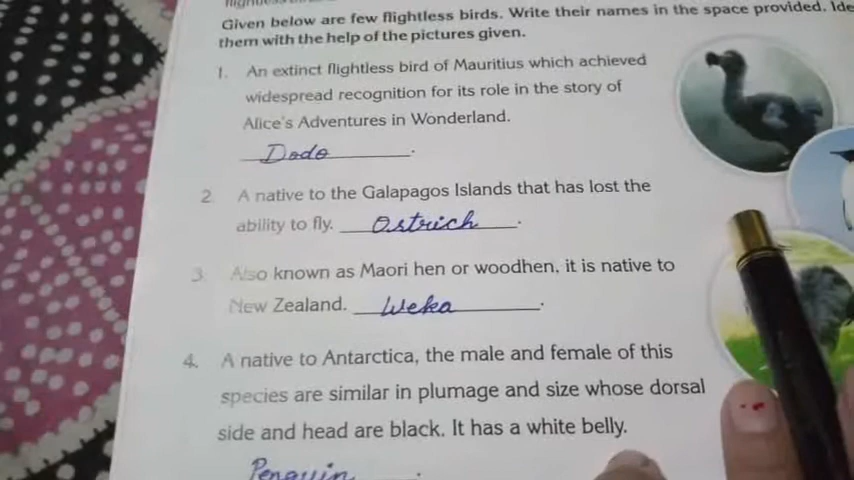 Given below are few flightless birds. Write their names in the space provided. Ide
them with the help of the pictures given.
1. An extinct flightless bird of Mauritius which achieved
widespread recognition for its role in the story of
Alice's Adventures in Wonderland.
Dodo.
2. A native to the Galapagos Islands that has lost the
ability to fly. Ostrich.
3. Also known as Maori hen or woodhen, it is native to
New Zealand. Weka.
4. A native to Antarctica, the male and female of this
species are similar in plumage and size whose dorsal
side and head are black. It has a white belly.
Penguin.